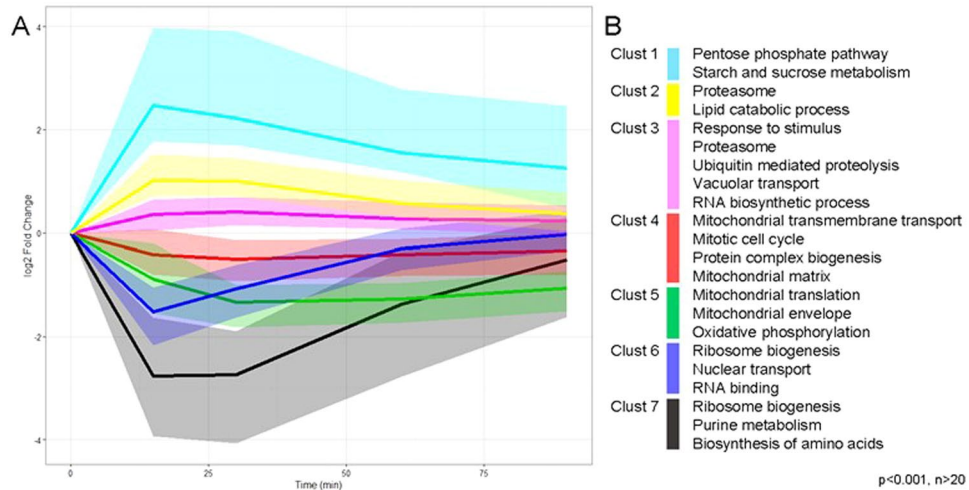 A
4
2
0
-2
-4
log2 Fold Change
0
25
50
75
Time (min)
B
Clust 1
Pentose phosphate pathway
Starch and sucrose metabolism
Clust 2
Proteasome
Lipid catabolic process
Clust 3
Response to stimulus
Proteasome
Ubiquitin mediated proteolysis
Vacuolar transport
RNA biosynthetic process
Clust 4
Mitochondrial transmembrane transport
Mitotic cell cycle
Protein complex biogenesis
Mitochondrial matrix
Clust 5
Mitochondrial translation
Mitochondrial envelope
Oxidative phosphorylation
Clust 6
Ribosome biogenesis
Nuclear transport
RNA binding
Clust 7
Ribosome biogenesis
Purine metabolism
Biosynthesis of amino acids
p<0.001, n>20